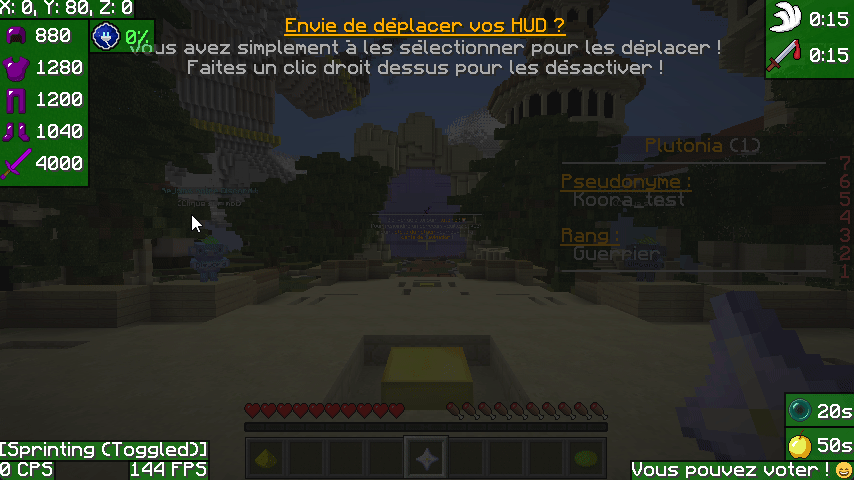 X: 0, Y: 80, Z: 0
880
0%
1280
1200
1040
4000
Envie de déplacer vos HUD ?
Vous avez simplement à les sélectionner pour les déplacer !
Faites un clic droit dessus pour les désactiver !
0:15
0:15
Plutonia (1)
7
Pseudonyme :
6
Koora_test
5
4
Rang :
3
Guerrier
2
1
20s
50s
[Sprinting (Toggled)]
0 CPS
144 FPS
Vous pouvez voter !